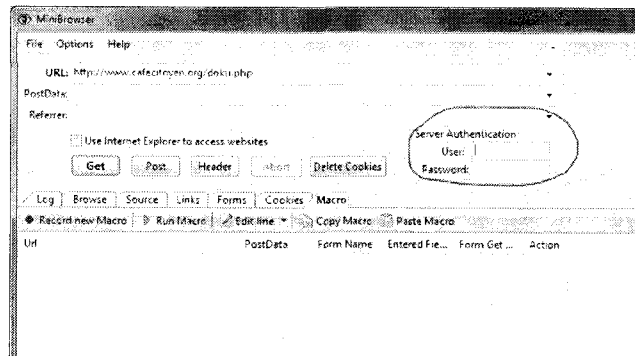 MiniBrowser
File Options Help
URL: http://www.cafecitoyen.org/doku.php
PostData:
Referrer:
Server Authentication
Use Internet Explorer to access websites
User:
Get Post Header Abort Delete Cookies
Password:
Log Browse Source Links Forms Cookies Macro
Record new Macro Run Macro Edit line Copy Macro Paste Macro
Url PostData Form Name Entered Fie... Form Get ... Action